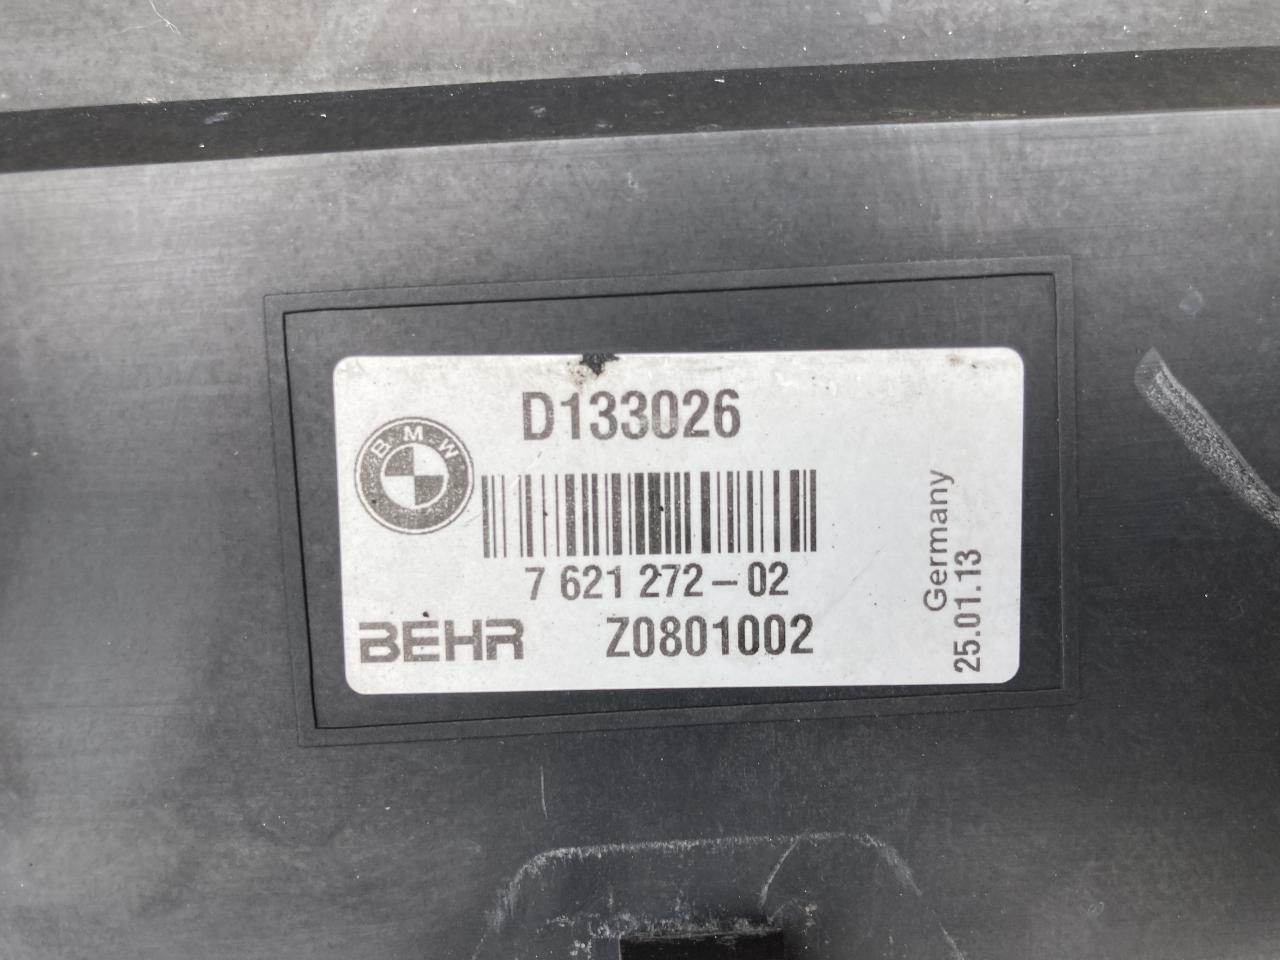 D133026
BMW
7 621 272-02
BEHR Z0801002
Germany
25.01.13